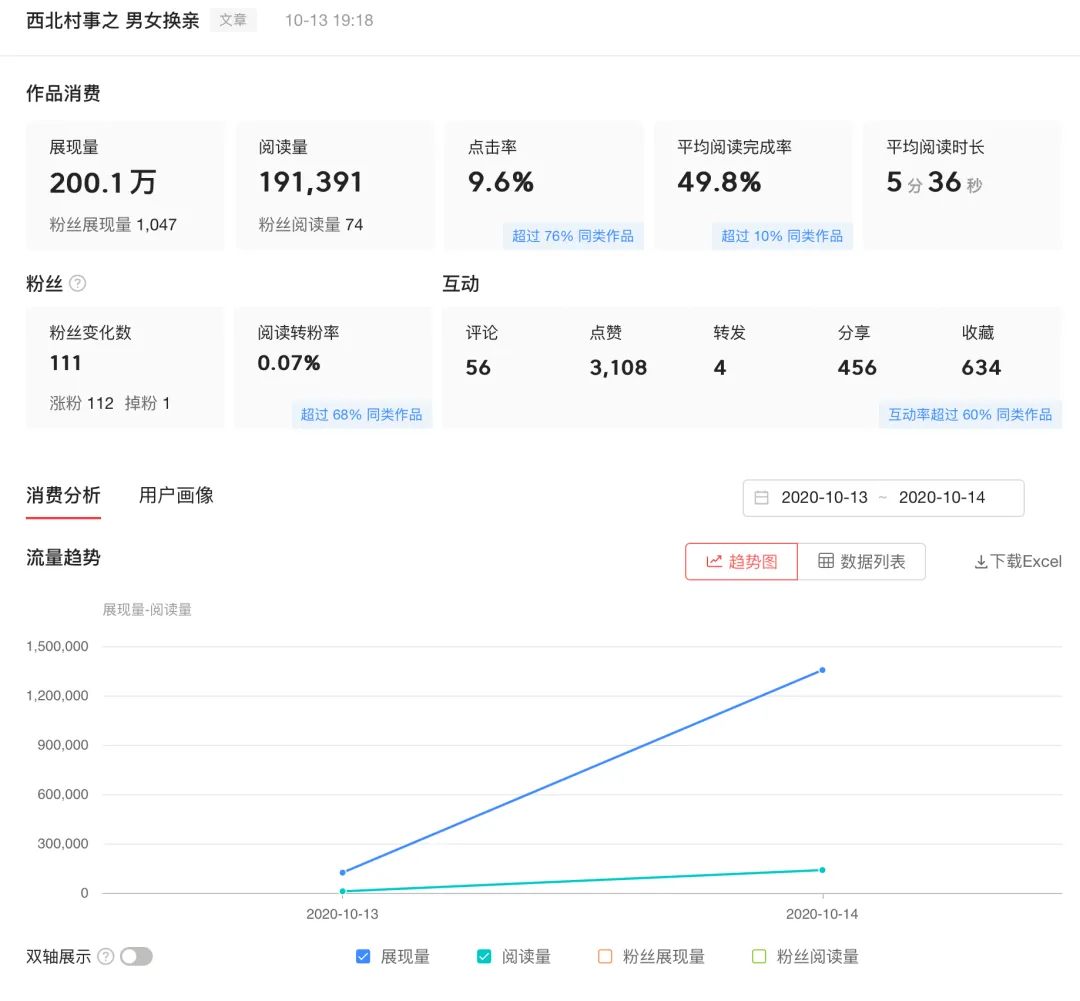 西北村事之 男女换亲 文章 10-13 19:18
作品消费
展现量 阅读量 点击率 平均阅读完成率 平均阅读时长
200.1 万 191,391 9.6% 49.8% 5 分 36 秒
粉丝展现量 1,047 粉丝阅读量 74
超过 76% 同类作品 超过 10% 同类作品
粉丝 ? 互动
粉丝变化数 阅读转粉率 评论 点赞 转发 分享 收藏
111 0.07% 56 3,108 4 456 634
涨粉 112 掉粉 1
超过 68% 同类作品 互动率超过 60% 同类作品
消费分析 用户画像 2020-10-13 ~ 2020-10-14
流量趋势 趋势图 数据列表 下载Excel
展现量-阅读量
1,500,000
1,200,000
900,000
600,000
300,000
0
2020-10-13 2020-10-14
双轴展示 ? 展现量 阅读量 粉丝展现量 粉丝阅读量